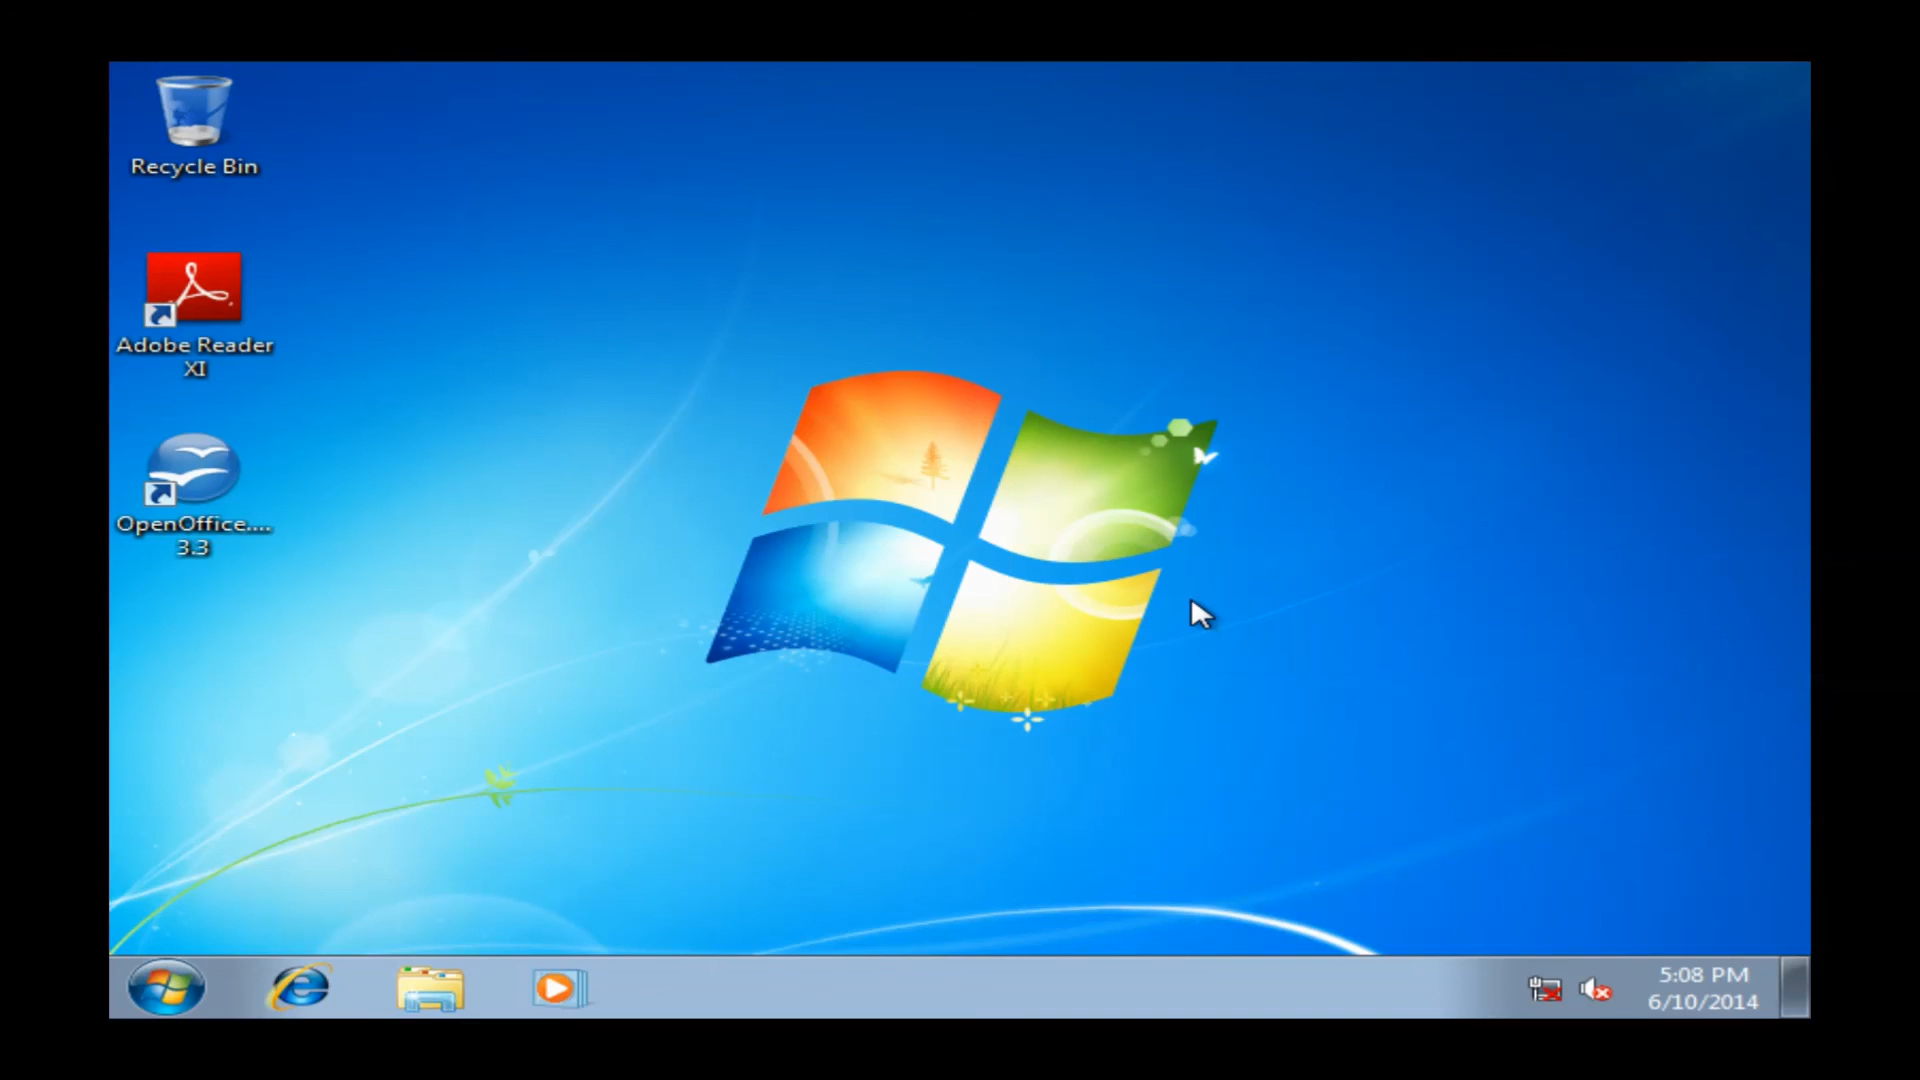 Recycle Bin
Adobe Reader
XI
OpenOffice....
3.3
5:08 PM
6/10/2014